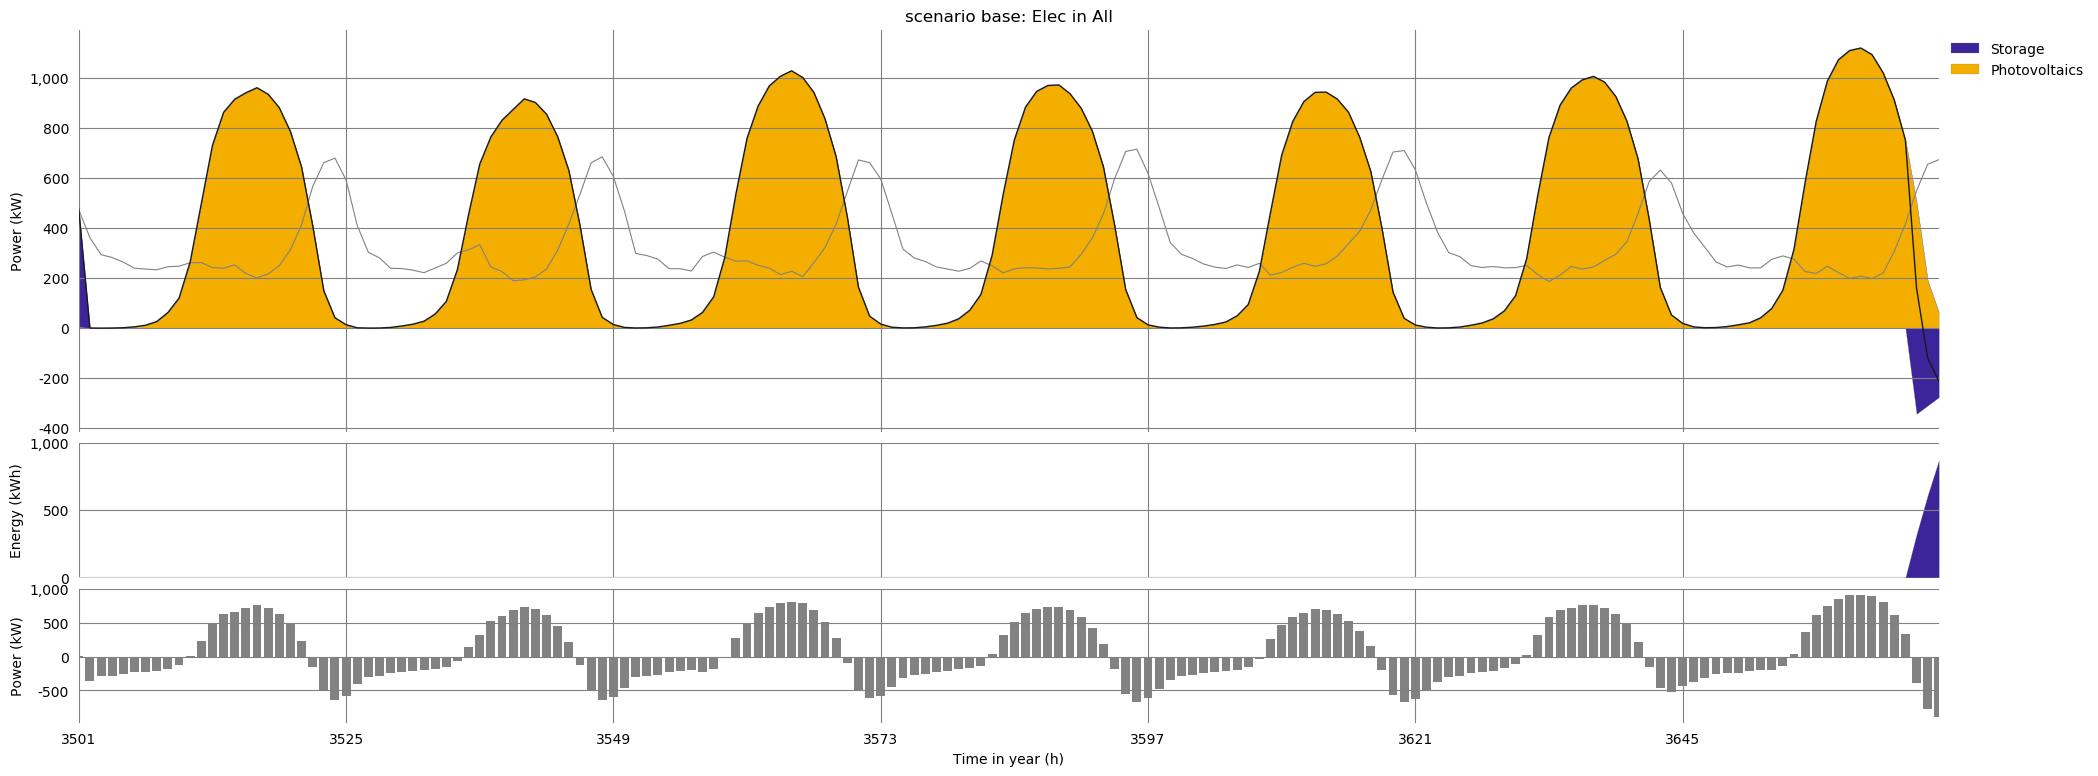 scenario base: Elec in All
Storage
Photovoltaics
Power (kW)
1,000
800
600
400
200
0
-200
-400
Energy (kWh)
1,000
500
0
Power (kW)
1,000
500
0
-500
3501 3525 3549 3573 3597 3621 3645
Time in year (h)